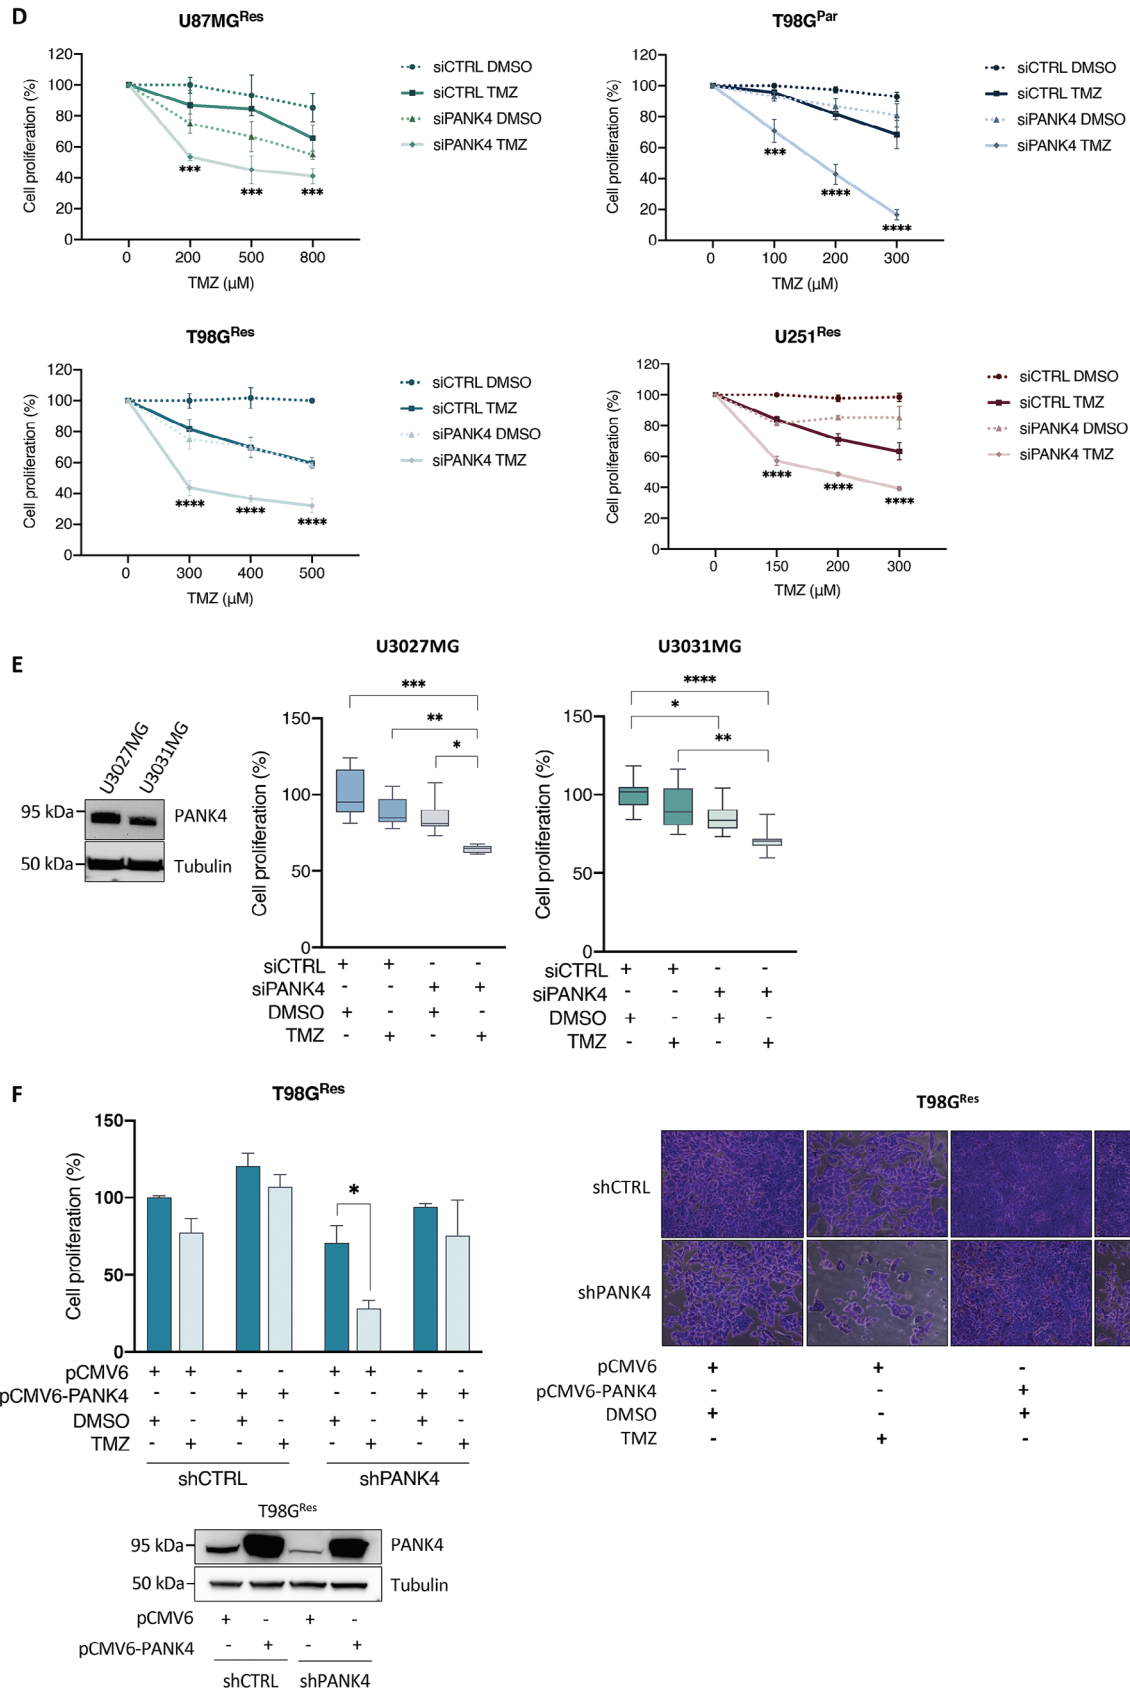 D
U87MGRes
T98GPar
120
100
80
60
40
20
0
Cell proliferation (%)
*** *** ***
0 200 500 800
TMZ (µM)
siCTRL DMSO
siCTRL TMZ
siPANK4 DMSO
siPANK4 TMZ
120
100
80
60
40
20
0
Cell proliferation (%)
*** **** ****
0 100 200 300
TMZ (µM)
siCTRL DMSO
siCTRL TMZ
siPANK4 DMSO
siPANK4 TMZ
T98GRes
U251Res
120
100
80
60
40
20
0
Cell proliferation (%)
**** **** ****
0 300 400 500
TMZ (µM)
siCTRL DMSO
siCTRL TMZ
siPANK4 DMSO
siPANK4 TMZ
120
100
80
60
40
20
0
Cell proliferation (%)
**** **** ****
0 150 200 300
TMZ (µM)
siCTRL DMSO
siCTRL TMZ
siPANK4 DMSO
siPANK4 TMZ
E
U3027MG
U3031MG
95 kDa
PANK4
50 kDa
Tubulin
U3027MG
***
**
*
150
100
50
0
Cell proliferation (%)
siCTRL + + - -
siPANK4 - - + +
DMSO + - + -
TMZ - + - +
U3031MG
****
*
**
150
100
50
0
Cell proliferation (%)
siCTRL + + - -
siPANK4 - - + +
DMSO + - + -
TMZ - + - +
F
T98GRes
150
100
50
0
Cell proliferation (%)
*
pCMV6 + + - - + + - -
pCMV6-PANK4 - - + + - - + +
DMSO + - + - + - + -
TMZ - + - + - + - +
shCTRL shPANK4
T98GRes
shCTRL
shPANK4
pCMV6 + + -
pCMV6-PANK4 - - +
DMSO + - +
TMZ - + -
T98GRes
95 kDa
PANK4
50 kDa
Tubulin
pCMV6 + - + -
pCMV6-PANK4 - + - +
shCTRL shPANK4